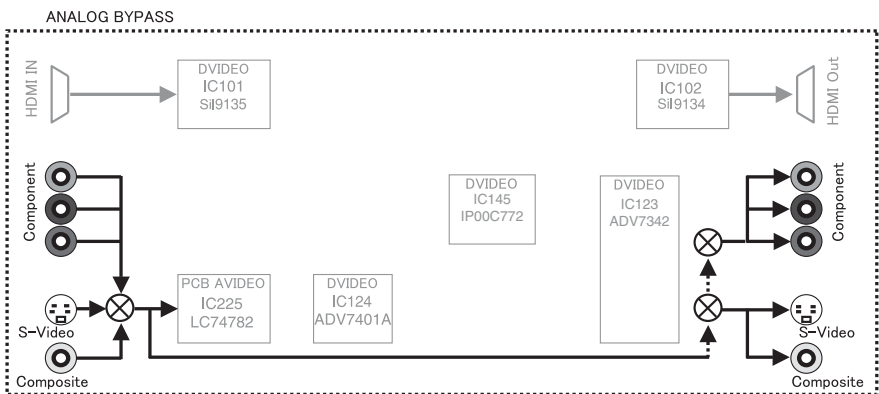 ANALOG BYPASS
HDMI IN
DVIDEO
IC101
SiI9135
DVIDEO
IC102
SiI9134
HDMI Out
Component
DVIDEO
IC145
IP00C772
DVIDEO
IC123
ADV7342
Component
PCB AVIDEO
IC225
LC74782
DVIDEO
IC124
ADV7401A
S-Video
S-Video
Composite
Composite